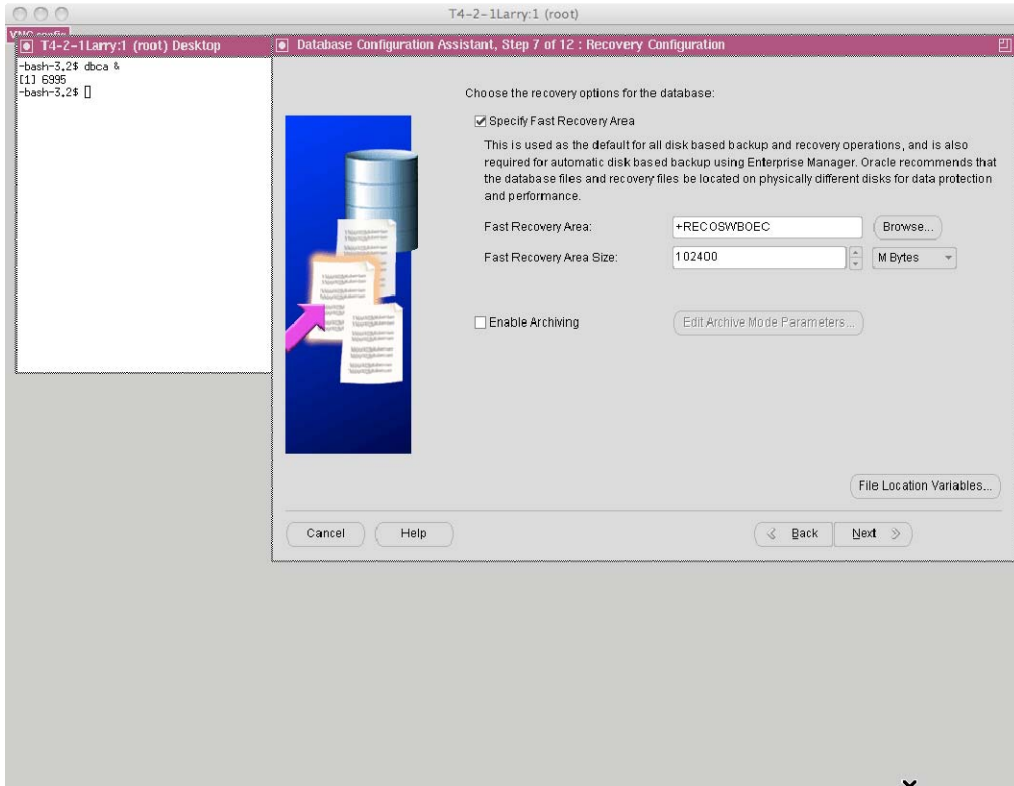 T4-2-1Larry:1 (root)
VNC config
T4-2-1Larry:1 (root) Desktop
-bash-3.2$ dbca &
[1] 6995
-bash-3.2$
Database Configuration Assistant, Step 7 of 12 : Recovery Configuration
Choose the recovery options for the database:
Specify Fast Recovery Area
This is used as the default for all disk based backup and recovery operations, and is also
required for automatic disk based backup using Enterprise Manager. Oracle recommends that
the database files and recovery files be located on physically different disks for data protection
and performance.
Fast Recovery Area: +RECOSWBOEC Browse...
Fast Recovery Area Size: 102400 M Bytes
Enable Archiving Edit Archive Mode Parameters...
File Location Variables...
Cancel Help Back Next